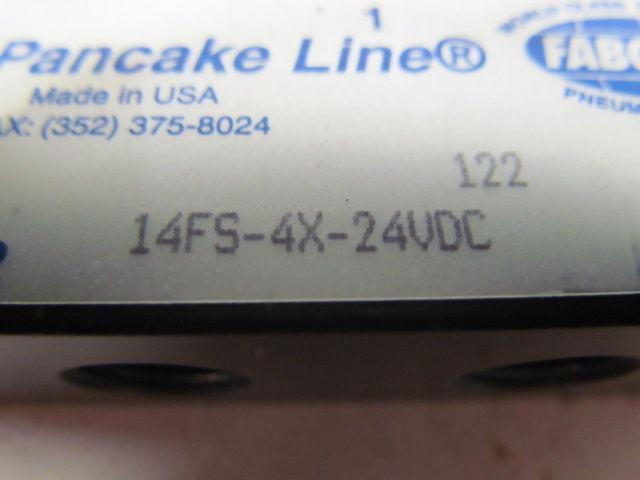 1
Pancake Line®
Made in USA
(352) 375-8024
122
14FS-4X-24VDC